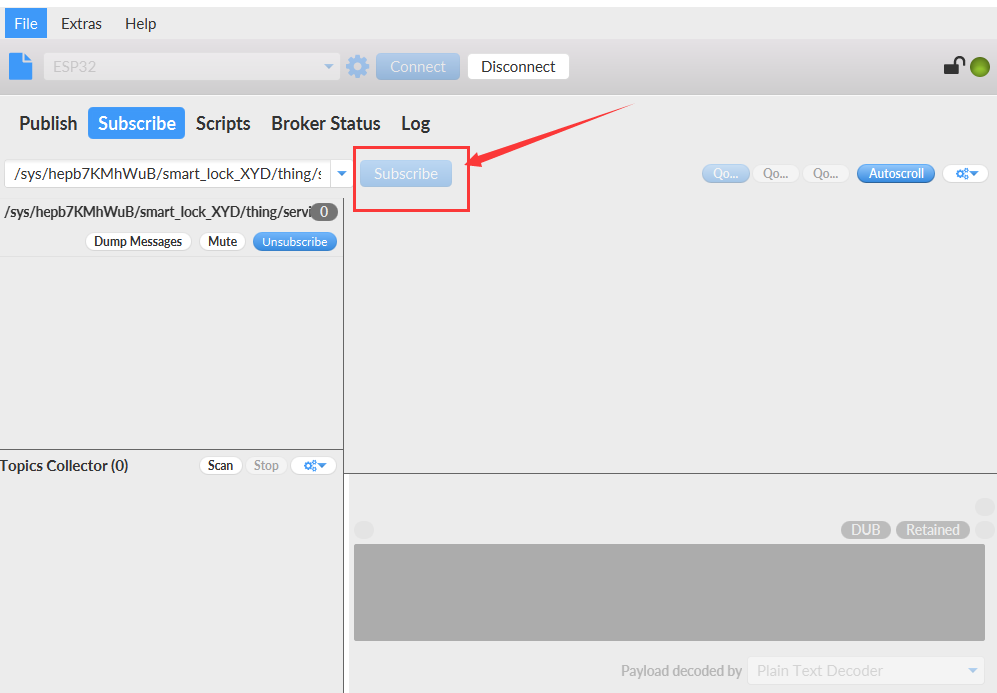 File Extras Help
ESP32 Connect Disconnect
Publish Subscribe Scripts Broker Status Log
/sys/hepb7KMhWuB/smart_lock_XYD/thing/s Subscribe Qo... Qo... Qo... Autoscroll
/sys/hepb7KMhWuB/smart_lock_XYD/thing/servi 0
Dump Messages Mute Unsubscribe
Topics Collector (0) Scan Stop
DUB Retained
Payload decoded by Plain Text Decoder